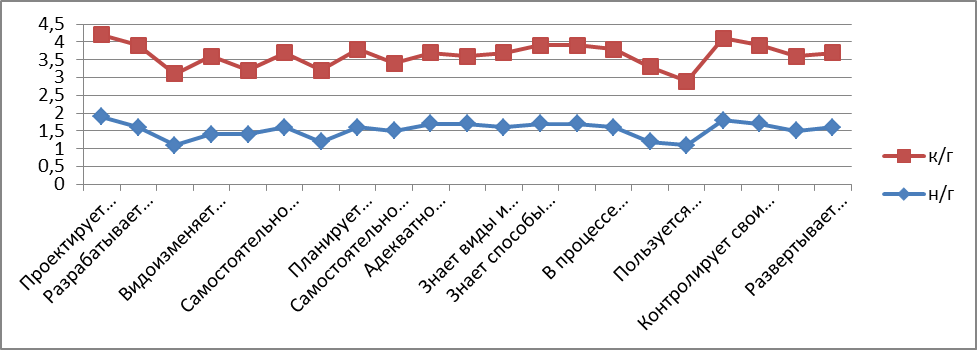 4,5
4
3,5
3
2,5
2
1,5
1
0,5
0
Проектирует...
Разрабатывает...
Видоизменяет...
Самостоятельно...
Планирует...
Самостоятельно...
Адекватно...
Знает виды и...
Знает способы...
В процессе...
Пользуется...
Контролирует свои...
Развертывает...
к/г
н/г